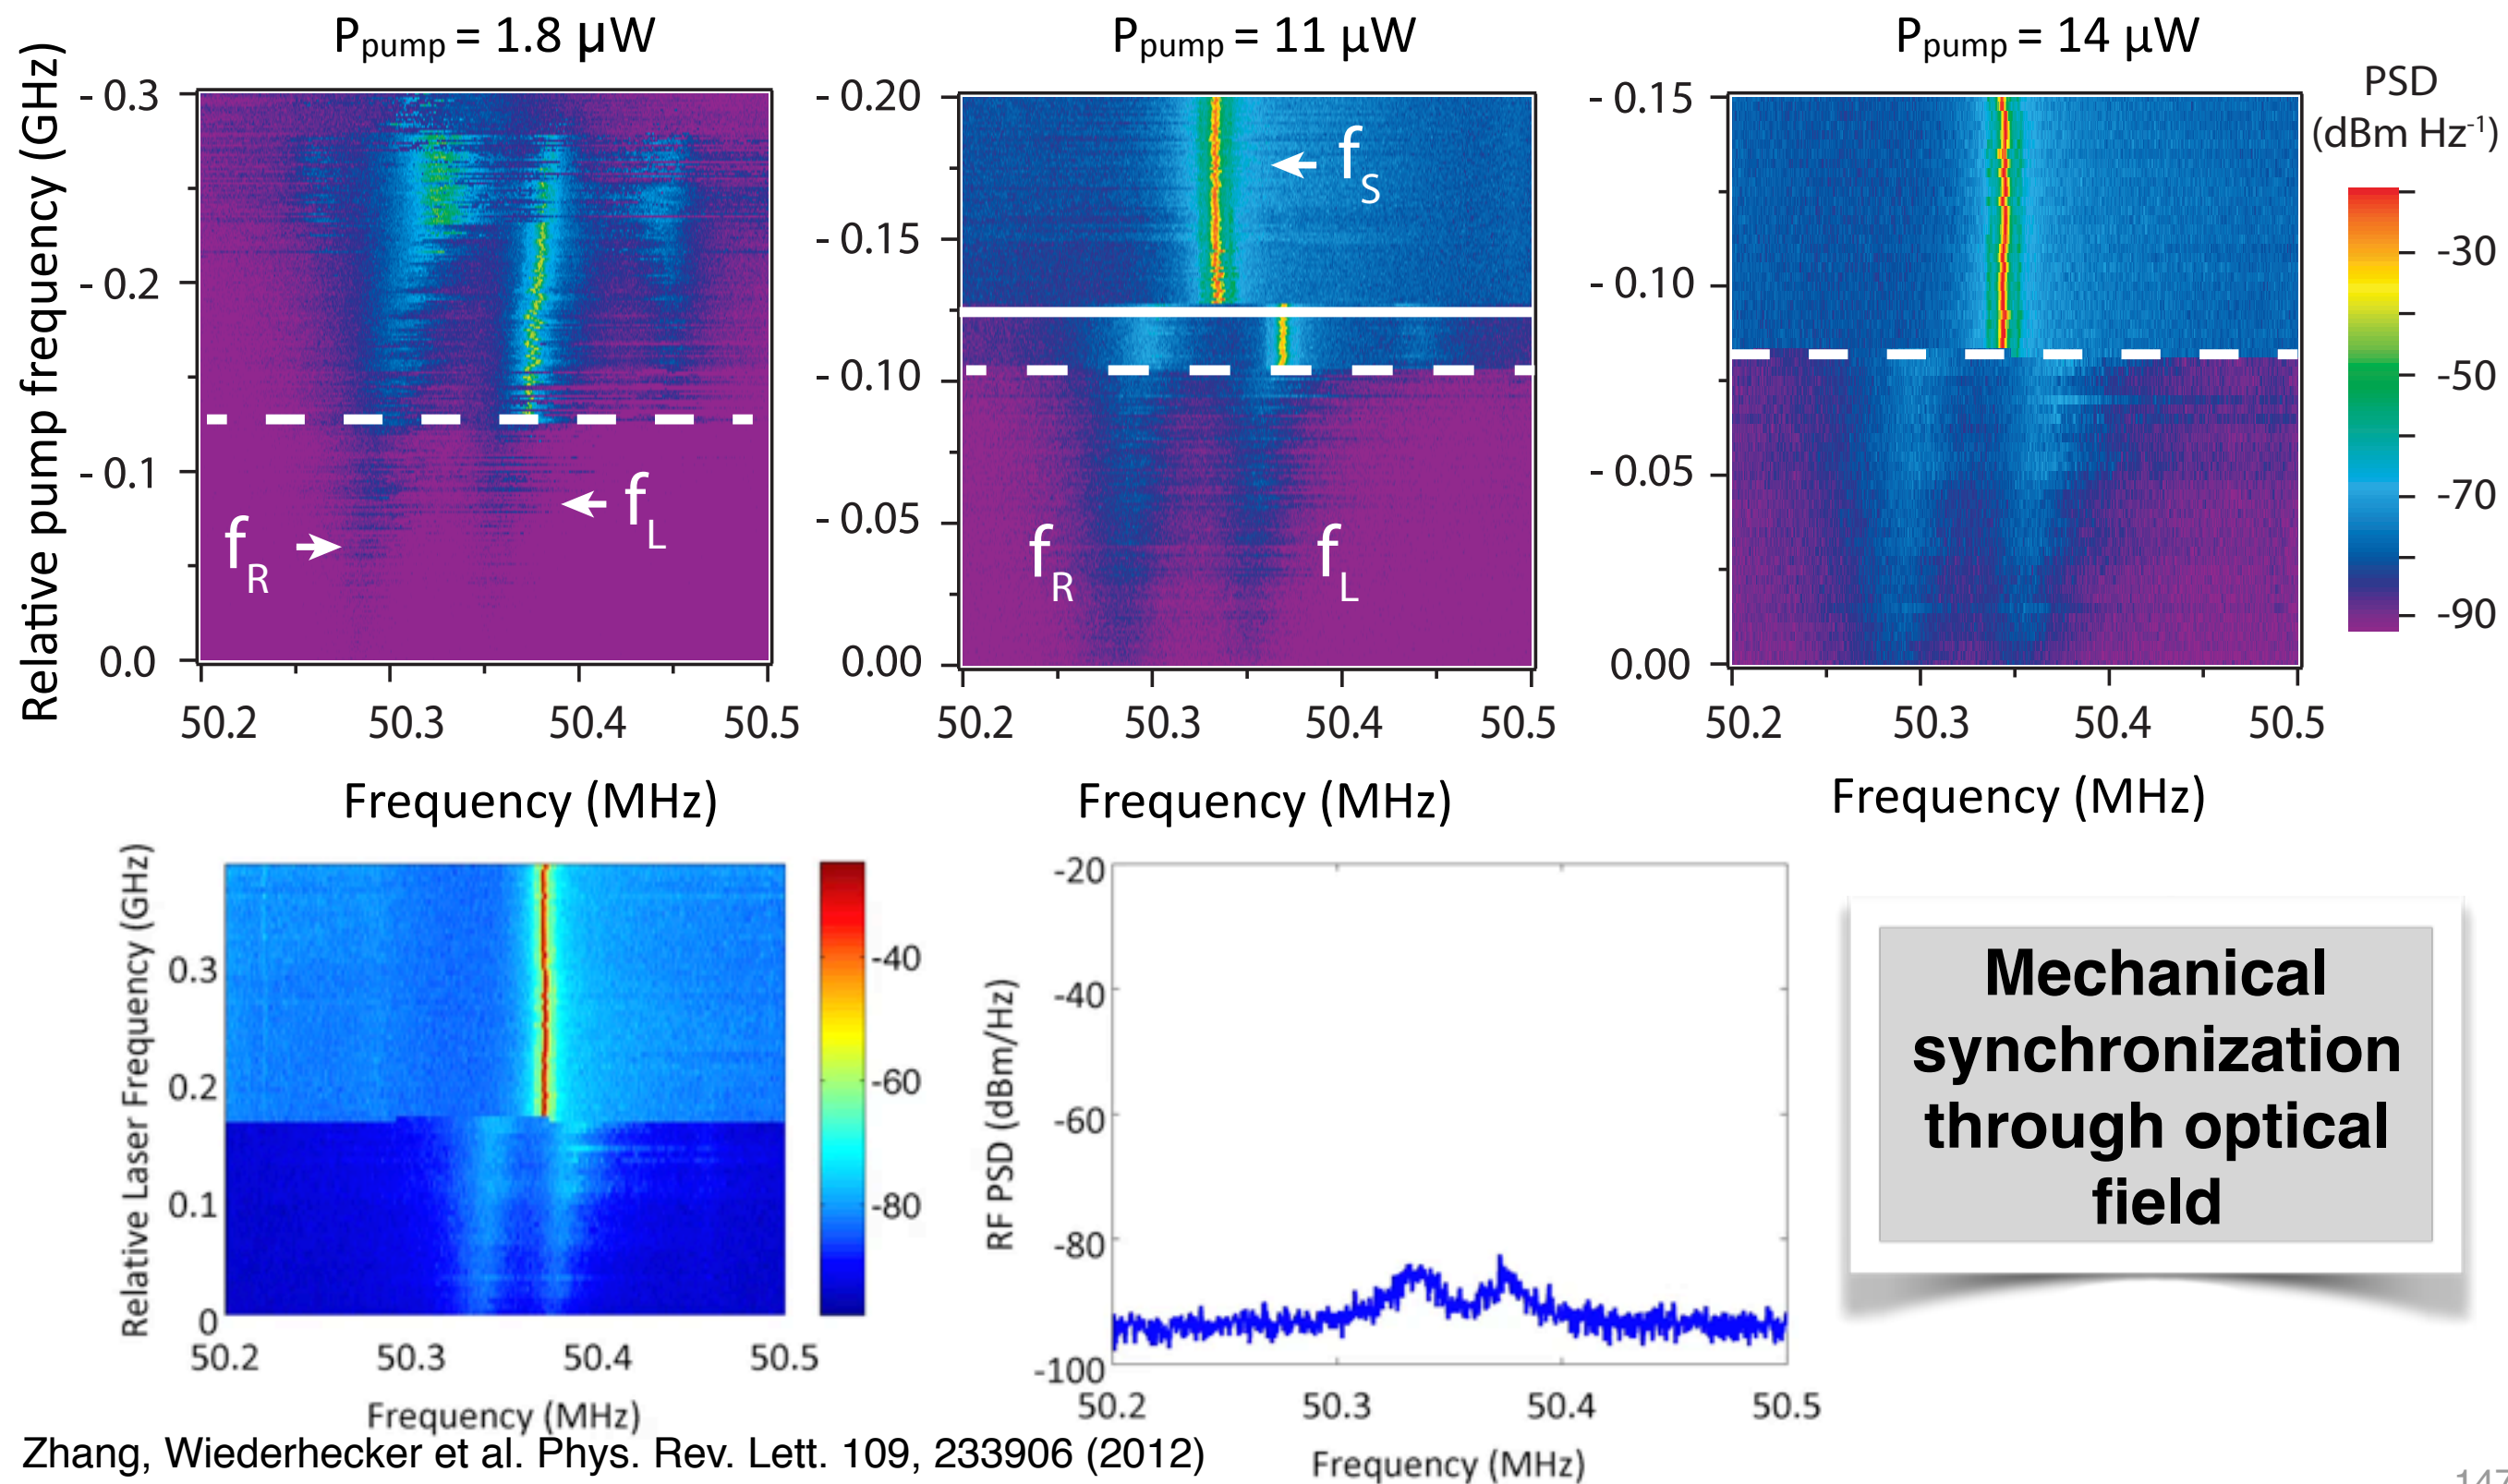 P_pump = 1.8 μW
P_pump = 11 μW
P_pump = 14 μW
Relative pump frequency (GHz)
- 0.3
- 0.2
- 0.1
0.0
f_R
f_L
50.2 50.3 50.4 50.5
Frequency (MHz)
- 0.20
- 0.15
- 0.10
- 0.05
0.00
f_S
f_R
f_L
50.2 50.3 50.4 50.5
Frequency (MHz)
- 0.15
- 0.10
- 0.05
0.00
50.2 50.3 50.4 50.5
Frequency (MHz)
PSD
(dBm Hz⁻¹)
-30
-50
-70
-90
Relative Laser Frequency (GHz)
0.3
0.2
0.1
0
50.2 50.3 50.4 50.5
Frequency (MHz)
-40
-60
-80
RF PSD (dBm/Hz)
-20
-40
-60
-80
-100
50.2 50.3 50.4 50.5
Frequency (MHz)
Mechanical
synchronization
through optical
field
Zhang, Wiederhecker et al. Phys. Rev. Lett. 109, 233906 (2012)
147